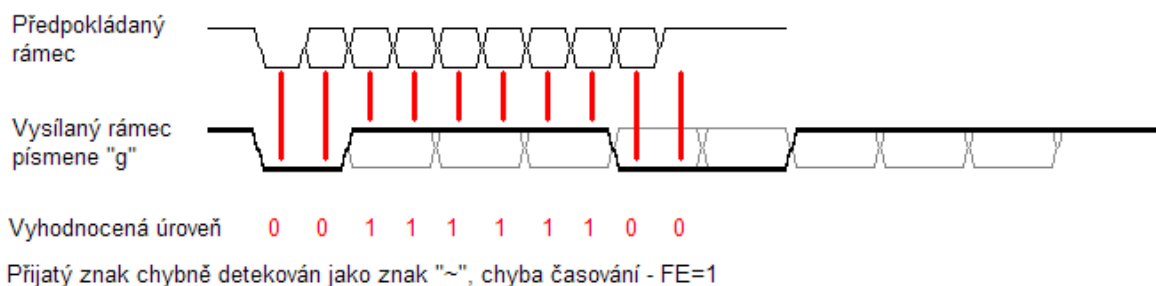 Předpokládaný
rámec
Vysílaný rámec
písmene "g"
Vyhodnocená úroveň 0 0 1 1 1 1 1 1 0 0
Přijatý znak chybně detekován jako znak "~", chyba časování - FE=1